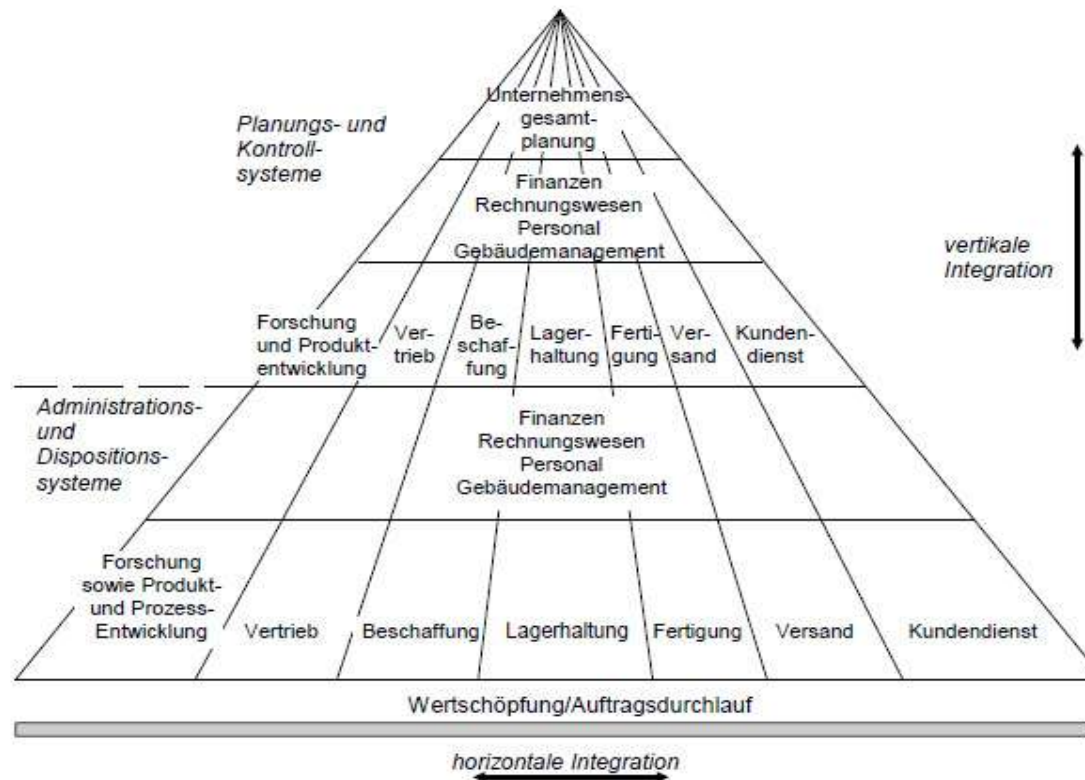 Unternehmens-
gesamt-
planung
Planungs- und
Kontroll-
systeme
Finanzen
Rechnungswesen
Personal
Gebäudemanagement
vertikale
Integration
Forschung
und Produkt-
entwicklung
Ver-
trieb
Be-
schaf-
fung
Lager-
haltung
Ferti-
gung
Ver-
sand
Kunden-
dienst
Administrations-
und
Dispositions-
systeme
Finanzen
Rechnungswesen
Personal
Gebäudemanagement
Forschung
sowie Produkt-
und Prozess-
Entwicklung
Vertrieb
Beschaffung
Lagerhaltung
Fertigung
Versand
Kundendienst
Wertschöpfung/Auftragsdurchlauf
horizontale Integration